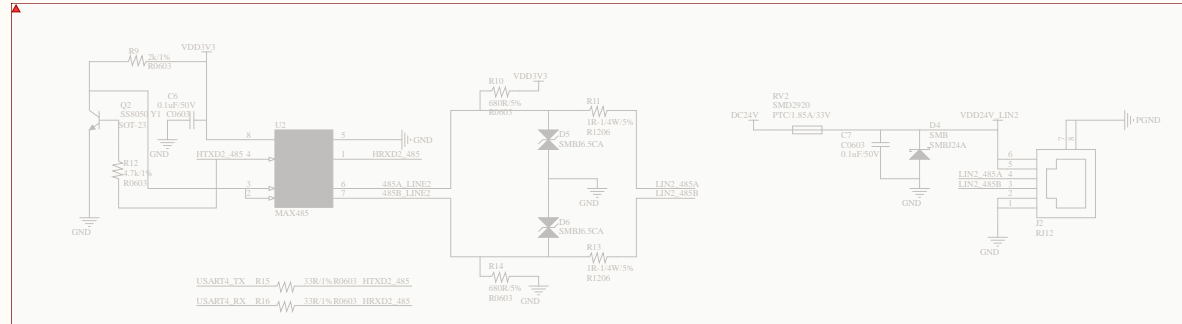 R9
2k/1%
R0603
VDD3V3
Q2
SS8050 Y1
SOT-23
C6
0.1uF/50V
C0603
GND
R12
4.7k/1%
R0603
GND
HTXD2_485 4
U2
8
5
GND
1
HRXD2_485
3
2
6
485A_LINE2
7
485B_LINE2
MAX485
R10
680R/5%
R0603
VDD3V3
R11
1R-1/4W/5%
R1206
D5
SMBJ6.5CA
GND
LIN2_485A
LIN2_485B
D6
SMBJ6.5CA
R13
1R-1/4W/5%
R1206
R14
680R/5%
R0603
GND
USART4_TX R15 33R/1% R0603 HTXD2_485
USART4_RX R16 33R/1% R0603 HRXD2_485
RV2
SMD2920
PTC/1.85A/33V
DC24V
C7
C0603
0.1uF/50V
D4
SMB
SMBJ24A
GND
VDD24V_LIN2
7
8
PGND
6
5
LIN2_485A 4
LIN2_485B 3
2
1
J2
RJ12
GND